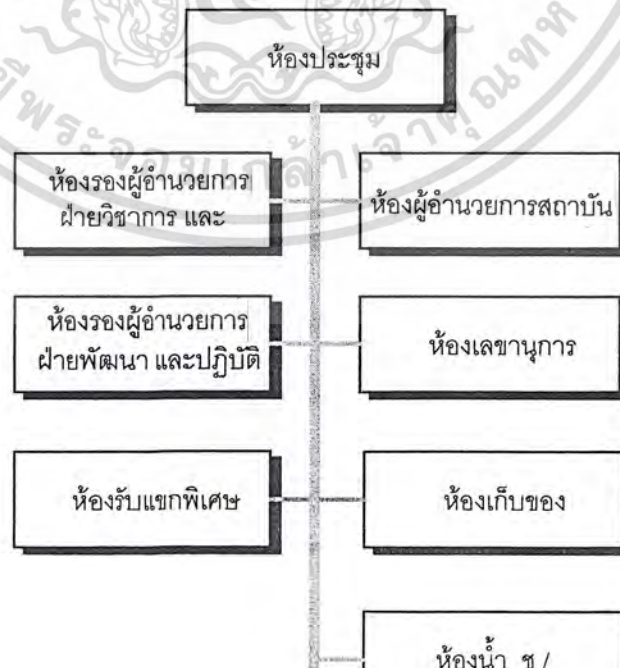 ห้องประชุม
ห้องรองผู้อำนวยการ
ฝ่ายวิชาการ และ
ห้องผู้อำนวยการสถาบัน
ห้องรองผู้อำนวยการ
ฝ่ายพัฒนา และปฏิบัติ
ห้องเลขานุการ
ห้องรับแขกพิเศษ
ห้องเก็บของ
ห้องน้ำ ช /